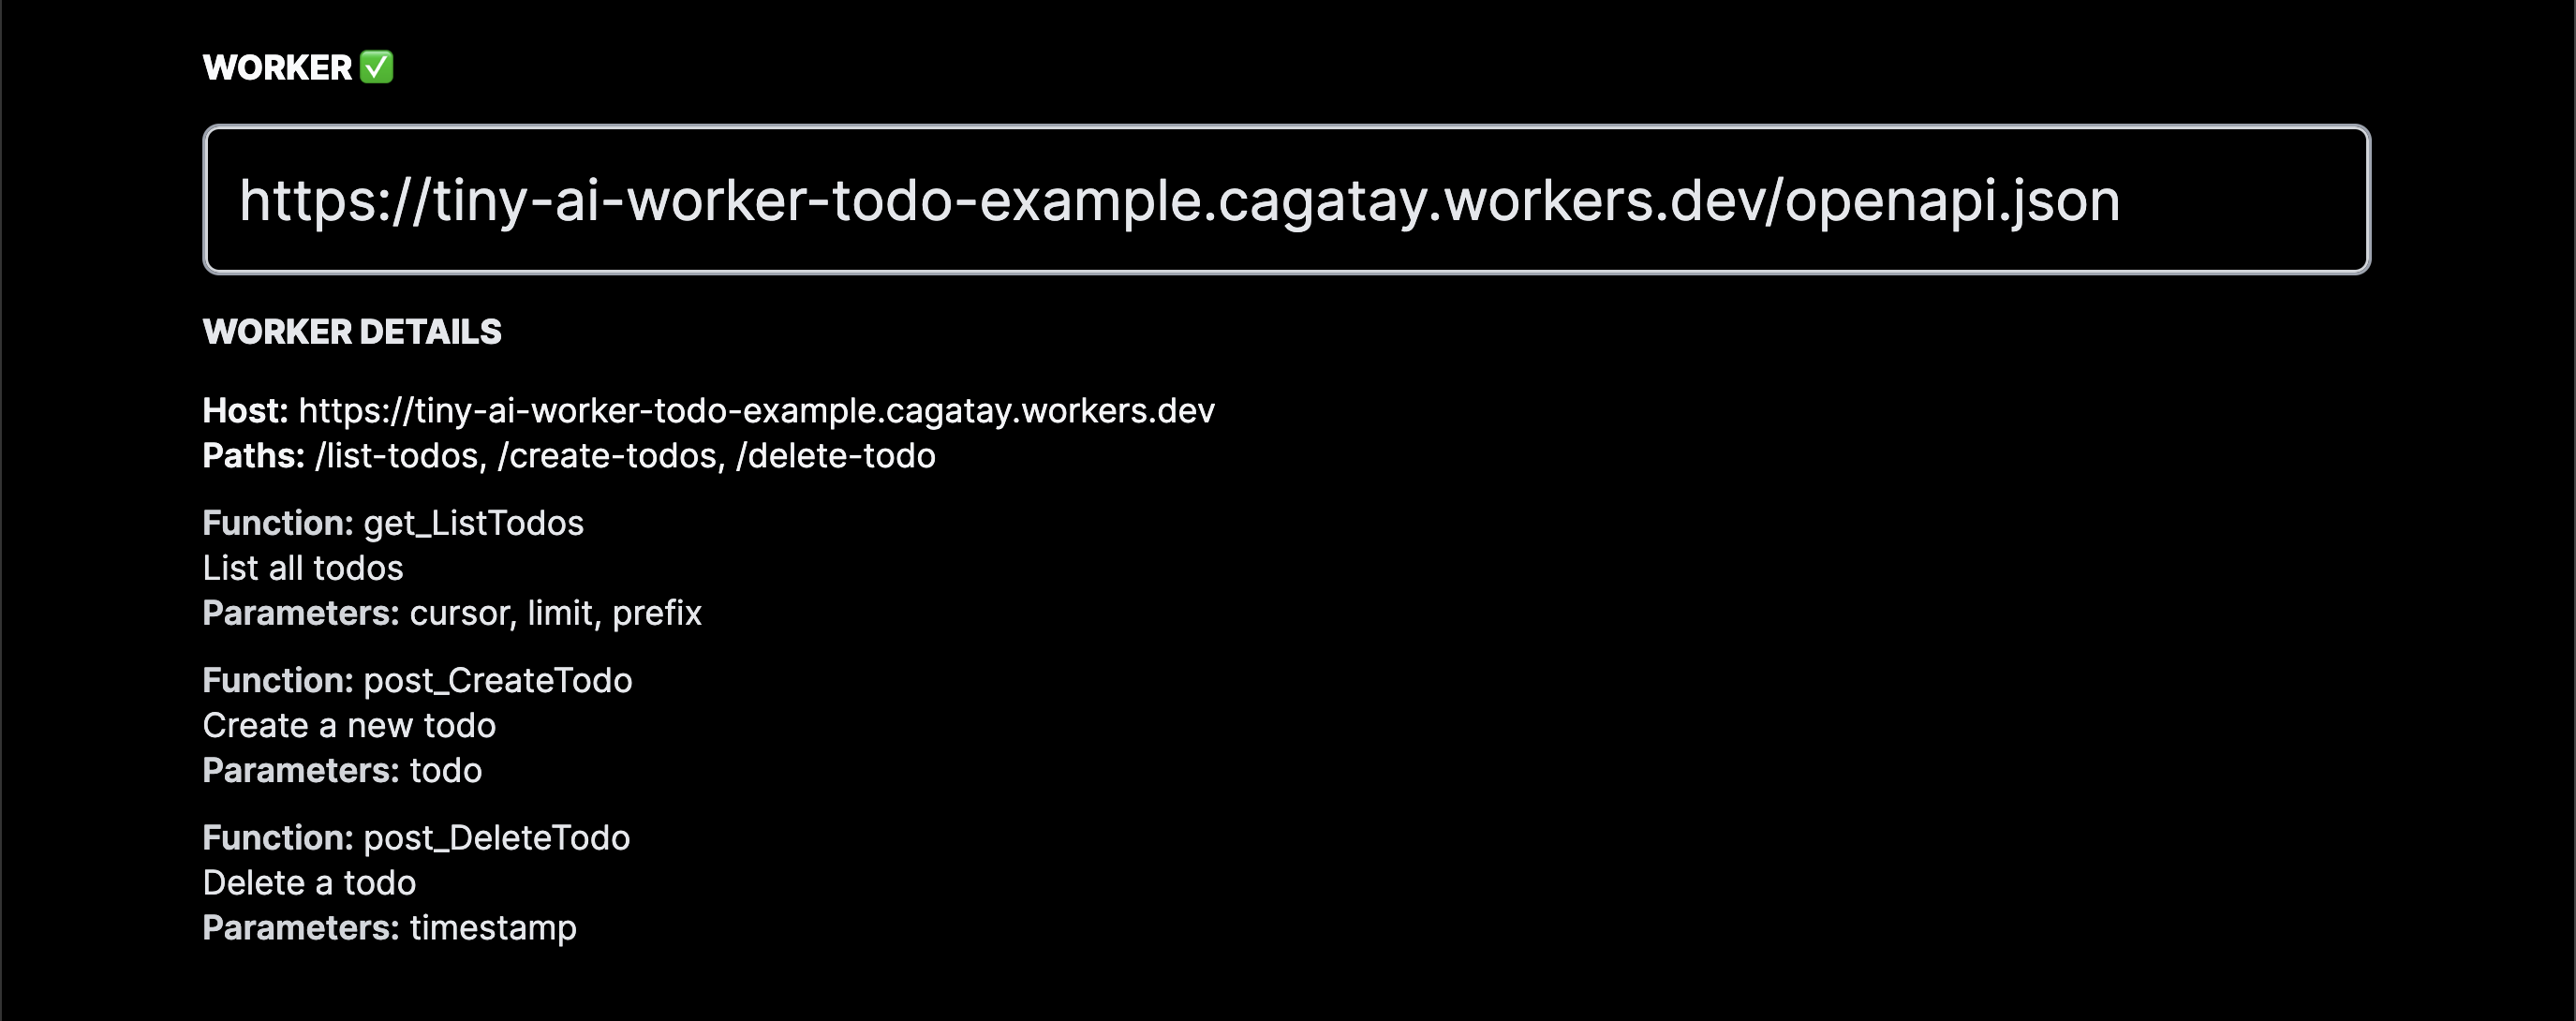 WORKER ✅
https://tiny-ai-worker-todo-example.cagatay.workers.dev/openapi.json
WORKER DETAILS
Host: https://tiny-ai-worker-todo-example.cagatay.workers.dev
Paths: /list-todos, /create-todos, /delete-todo
Function: get_ListTodos
List all todos
Parameters: cursor, limit, prefix
Function: post_CreateTodo
Create a new todo
Parameters: todo
Function: post_DeleteTodo
Delete a todo
Parameters: timestamp